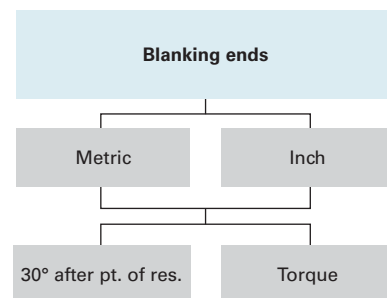 Blanking ends
Metric
Inch
30° after pt. of res.
Torque